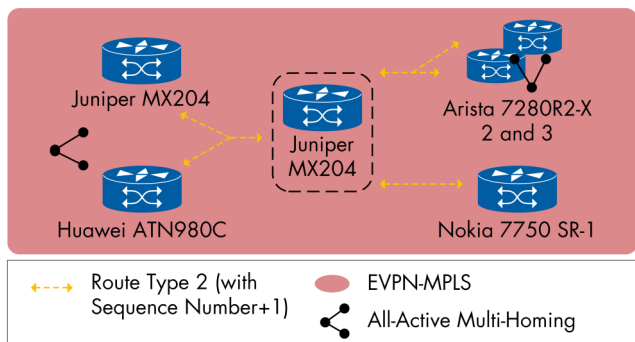 Juniper MX204
Juniper
MX204
Arista 7280R2-X
2 and 3
Huawei ATN980C
Nokia 7750 SR-1
Route Type 2 (with
Sequence Number+1)
EVPN-MPLS
All-Active Multi-Homing